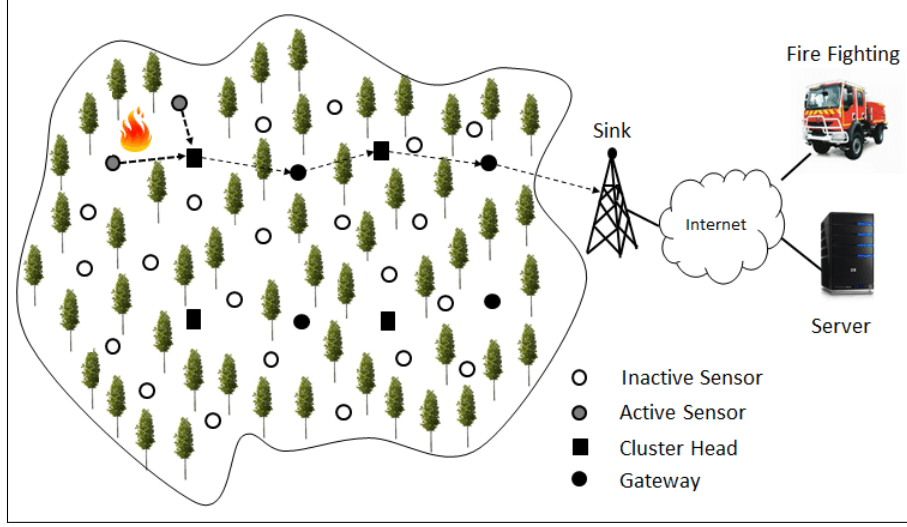 Fire Fighting
Sink
Internet
Server
Inactive Sensor
Active Sensor
Cluster Head
Gateway